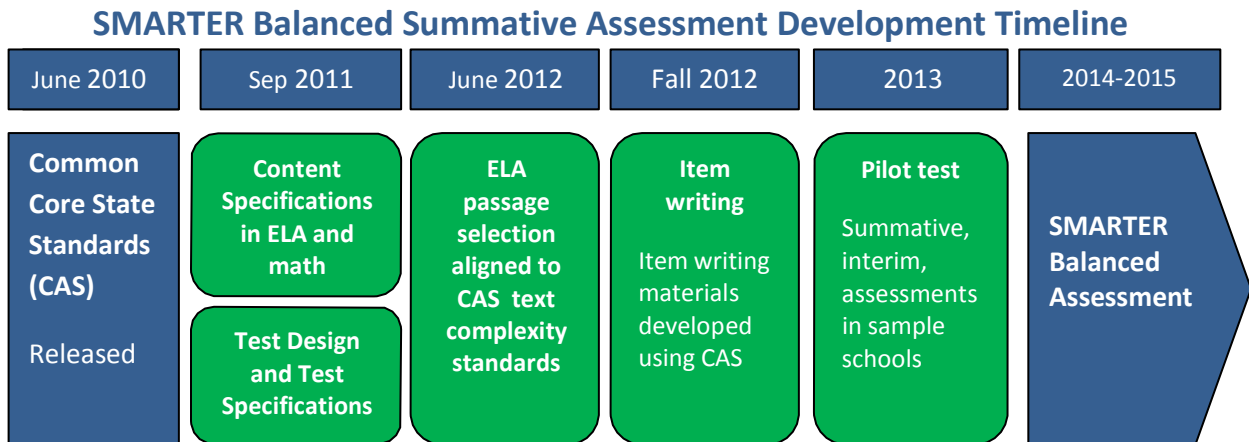 SMARTER Balanced Summative Assessment Development Timeline
June 2010
Sep 2011
June 2012
Fall 2012
2013
2014-2015
Common
Core State
Standards
(CAS)
Released
Content
Specifications
in ELA and
math
Test Design
and Test
Specifications
ELA
passage
selection
aligned to
CAS text
complexity
standards
Item
writing
Item writing
materials
developed
using CAS
Pilot test
Summative,
interim,
assessments
in sample
schools
SMARTER
Balanced
Assessment